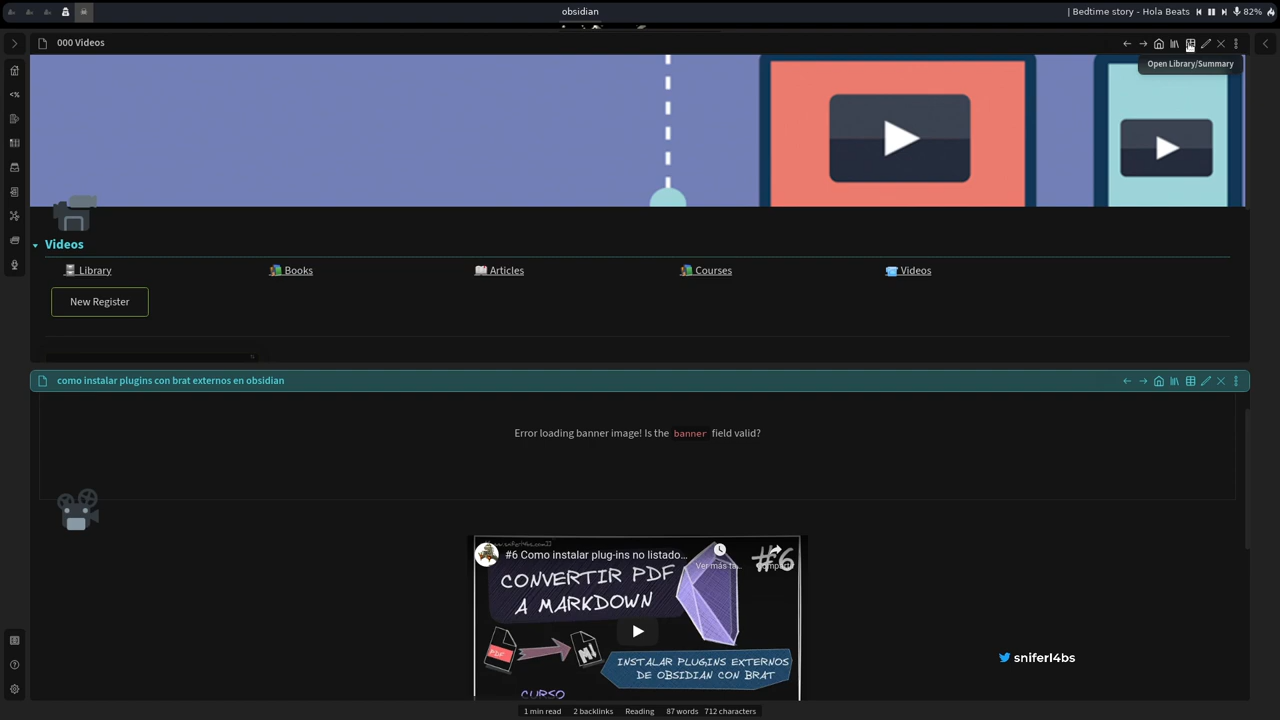 obsidian
| Bedtime story - Hola Beats
82%
000 Videos
Open Library/Summary
Videos
Library
Books
Articles
Courses
Videos
New Register
como instalar plugins con brat externos en obsidian
Error loading banner image! Is the banner field valid?
#6 Como instalar plug-ins no listado...
#6
Ver más ta...
CONVERTIR PDF
A MARKDOWN
PDF
INSTALAR PLUGINS EXTERNOS
DE OBSIDIAN CON BRAT
CURSO
sniferl4bs
1 min read
2 backlinks
Reading
87 words
712 characters